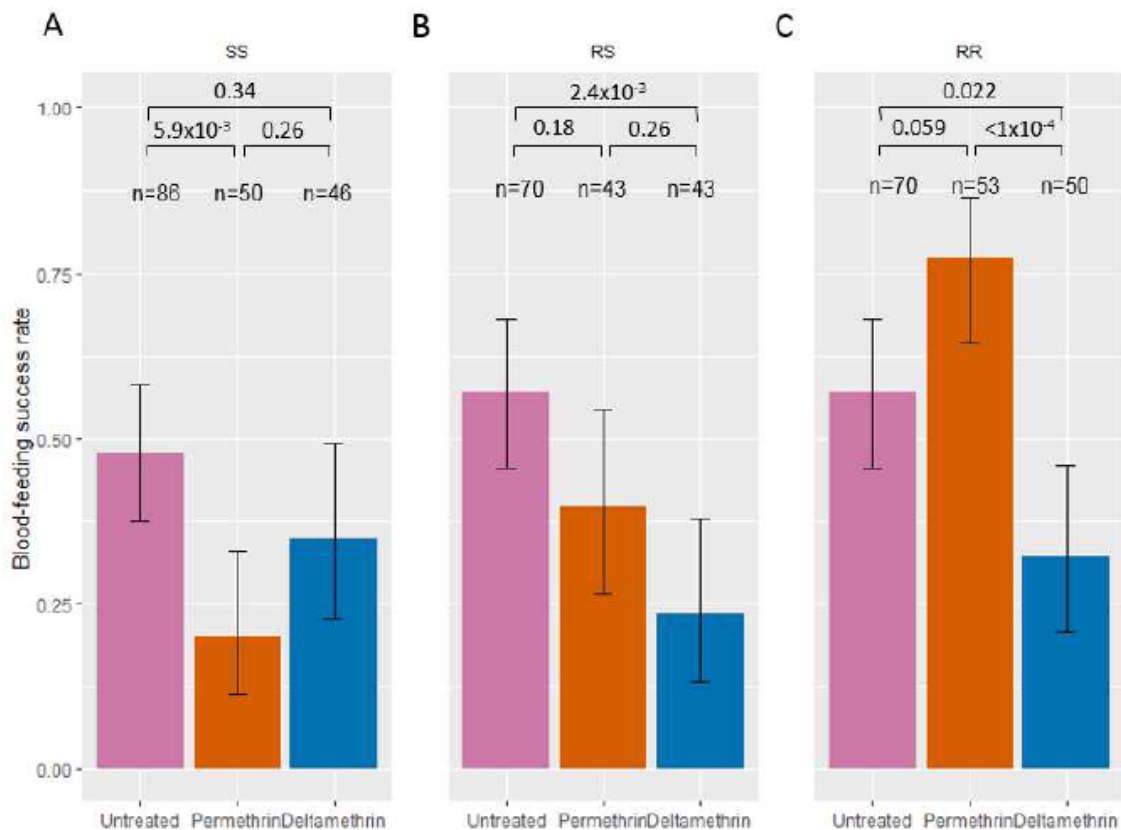 A
B
C
SS
RS
RR
0.34
2.4x10⁻³
0.022
5.9x10⁻³
0.26
0.18
0.26
0.059
<1x10⁻⁴
n=86
n=50
n=46
n=70
n=43
n=43
n=70
n=53
n=50
Blood-feeding success rate
1.00
0.75
0.50
0.25
0.00
Untreated
Permethrin
Deltamethrin
Untreated
Permethrin
Deltamethrin
Untreated
Permethrin
Deltamethrin